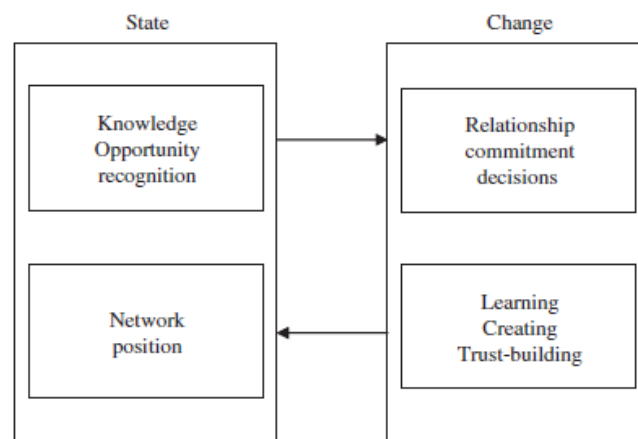 State
Change
Knowledge
Opportunity
recognition
Relationship
commitment
decisions
Network
position
Learning
Creating
Trust-building